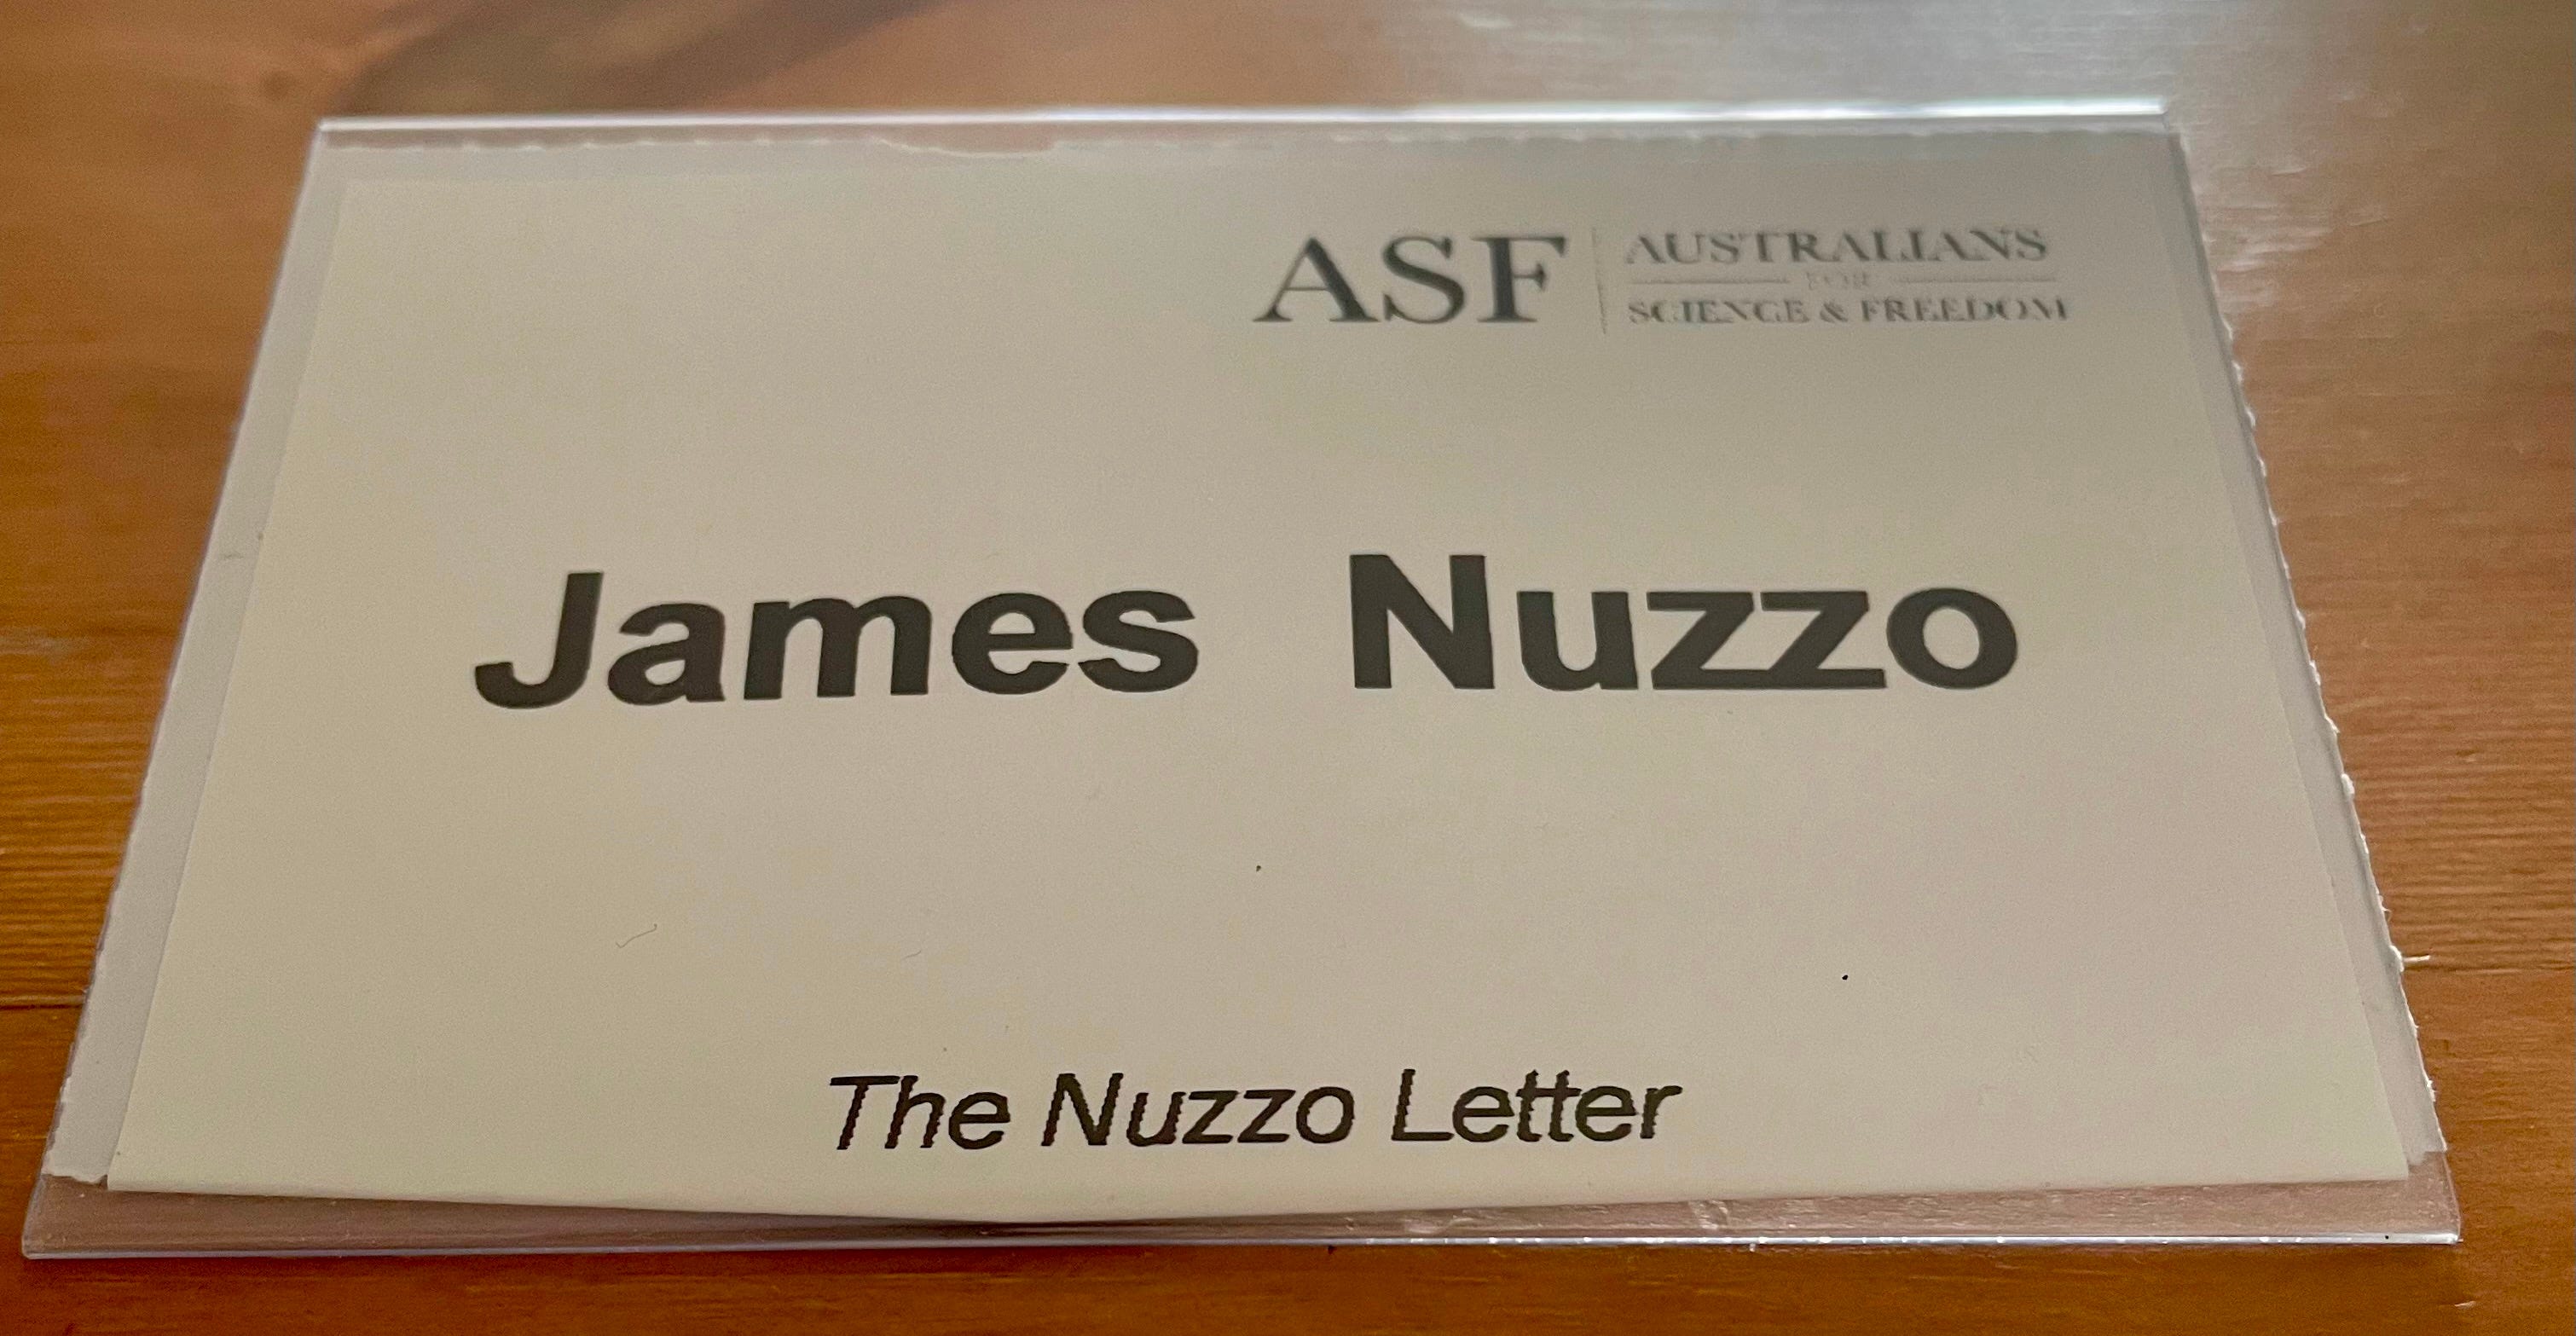 ASF
AUSTRALIANS
FOR
SCIENCE & FREEDOM
James Nuzzo
The Nuzzo Letter